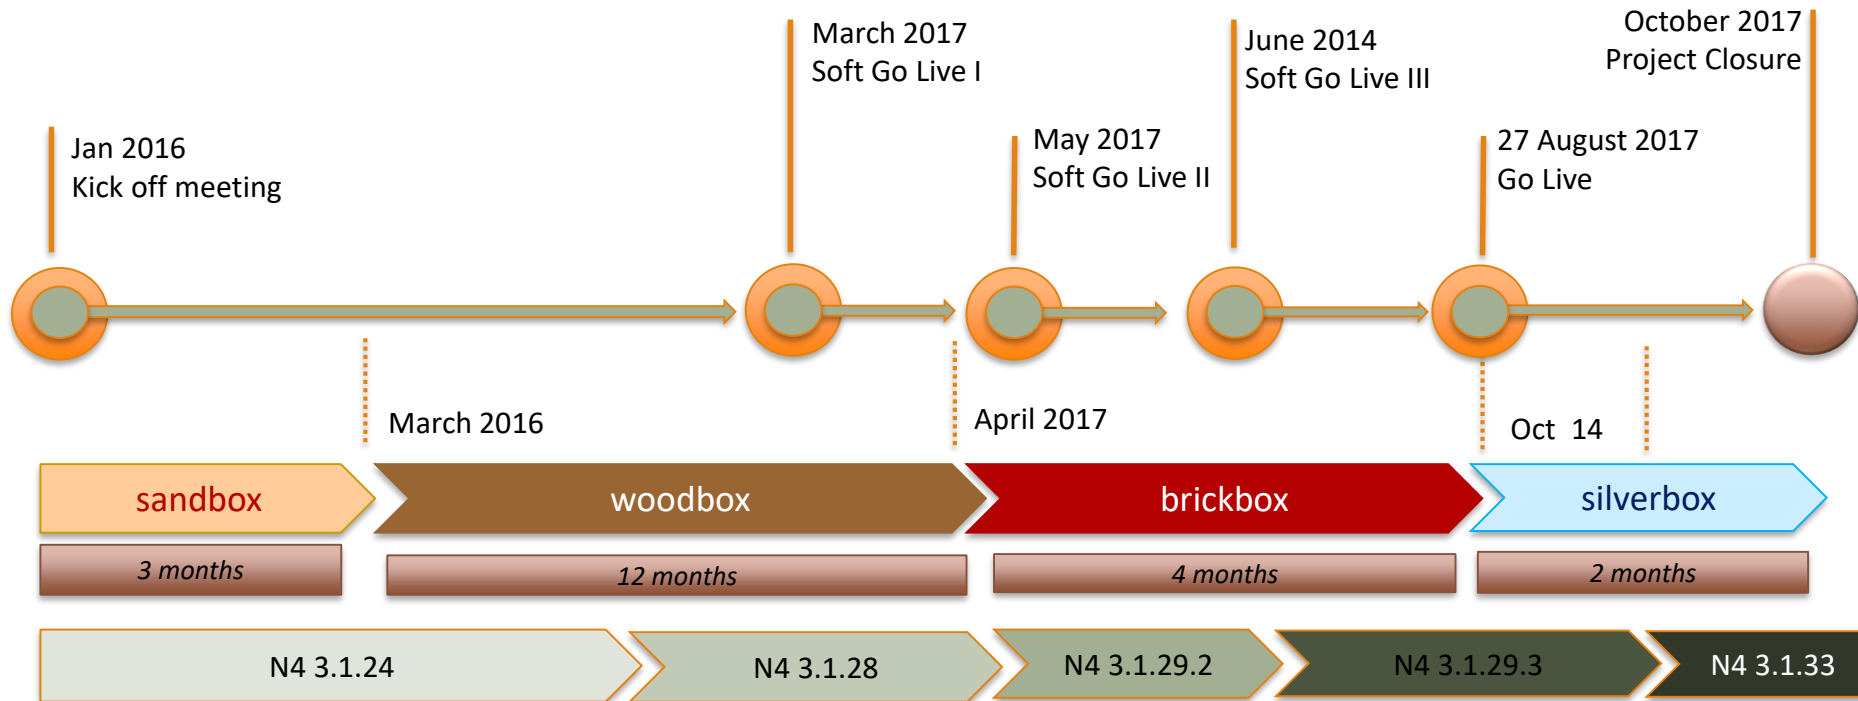 Jan 2016
Kick off meeting
March 2017
Soft Go Live I
May 2017
Soft Go Live II
June 2014
Soft Go Live III
27 August 2017
Go Live
October 2017
Project Closure
March 2016
April 2017
Oct  14
sandbox
woodbox
brickbox
silverbox
3 months
12 months
4 months
2 months
N4 3.1.24
N4 3.1.28
N4 3.1.29.2
N4 3.1.29.3
N4 3.1.33